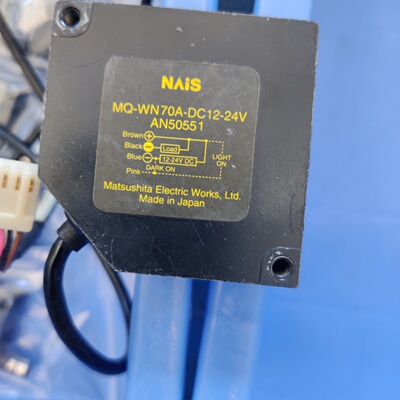 NAiS
MQ-WN70A-DC12-24V
AN50551
Brown +
Black Load LIGHT
Blue − 12-24V DC ON
DARK ON
Pink
Matsushita Electric Works, Ltd.
Made in Japan